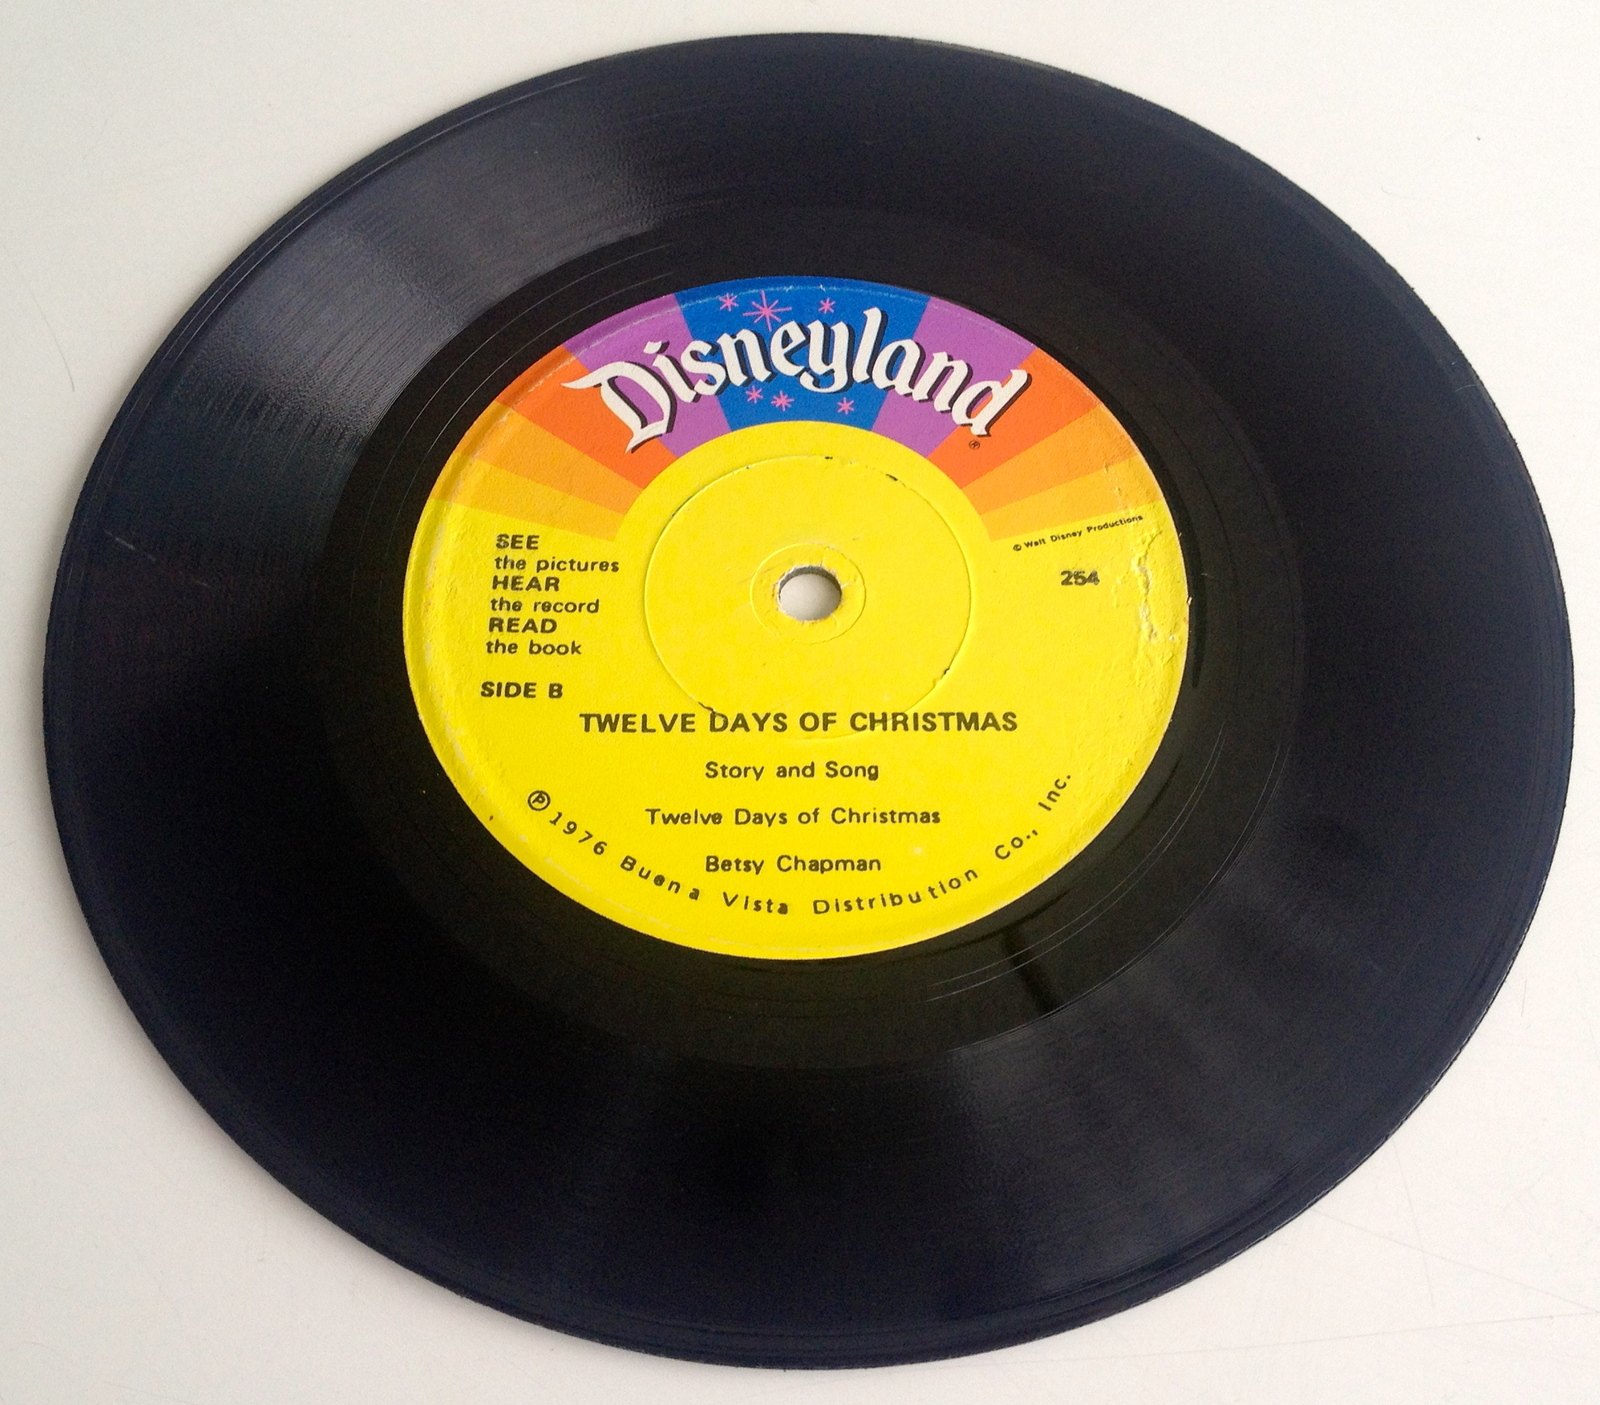 Disneyland®
© Walt Disney Productions
254
SEE
the pictures
HEAR
the record
READ
the book
SIDE B
TWELVE DAYS OF CHRISTMAS
Story and Song
Twelve Days of Christmas
Betsy Chapman
℗ 1976 Buena Vista Distribution Co., Inc.